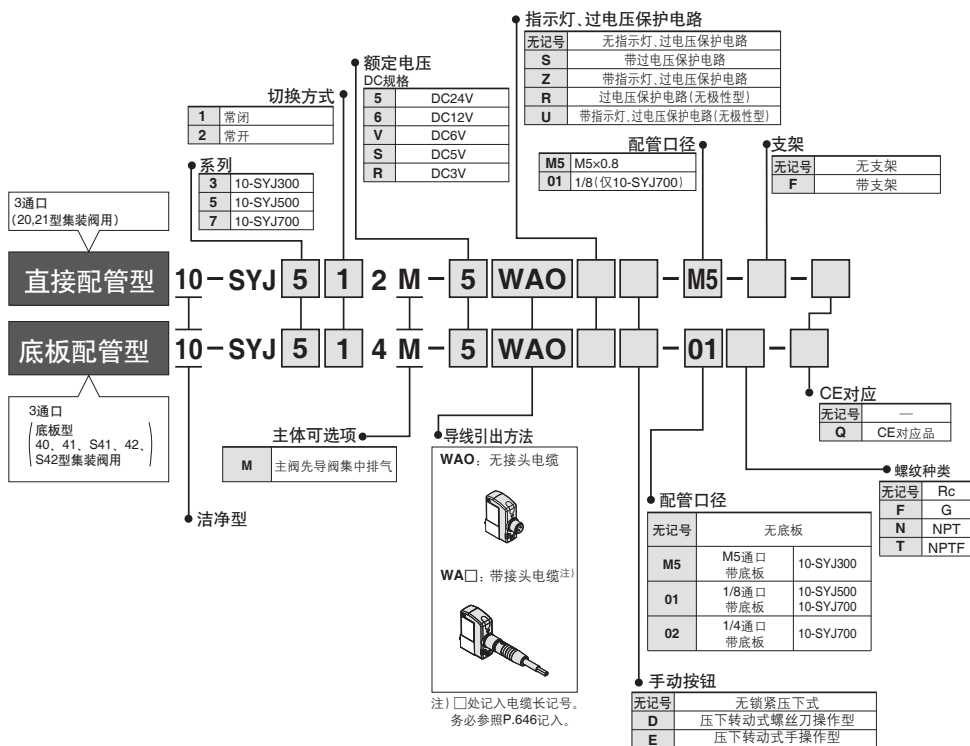 指示灯、过电压保护电路
无记号 无指示灯、过电压保护电路
S 带过电压保护电路
Z 带指示灯、过电压保护电路
R 过电压保护电路(无极性型)
U 带指示灯、过电压保护电路(无极性型)
额定电压
DC规格
5 DC24V
6 DC12V
V DC6V
S DC5V
R DC3V
切换方式
1 常闭
2 常开
配管口径
M5 M5×0.8
01 1/8(仅10-SYJ700)
支架
无记号 无支架
F 带支架
系列
3 10-SYJ300
5 10-SYJ500
7 10-SYJ700
3通口
(20,21型集装阀用)
直接配管型 10-SYJ 5 1 2 M-5 WAO -M5- -
底板配管型 10-SYJ 5 1 4 M-5 WAO -01 -
3通口
(底板型
40、41、S41、42、
S42型集装阀用)
主体可选项
M 主阀先导阀集中排气
洁净型
导线引出方法
WAO:无接头电缆
WA□:带接头电缆注)
注)□处记入电缆长记号。
务必参照P.646记入。
CE对应
无记号 —
Q CE对应品
螺纹种类
无记号 Rc
F G
N NPT
T NPTF
配管口径
无记号 无底板
M5 M5通口 带底板 10-SYJ300
01 1/8通口 带底板 10-SYJ500 10-SYJ700
02 1/4通口 带底板 10-SYJ700
手动按钮
无记号 无锁紧压下式
D 压下转动式螺丝刀操作型
E 压下转动式手操作型